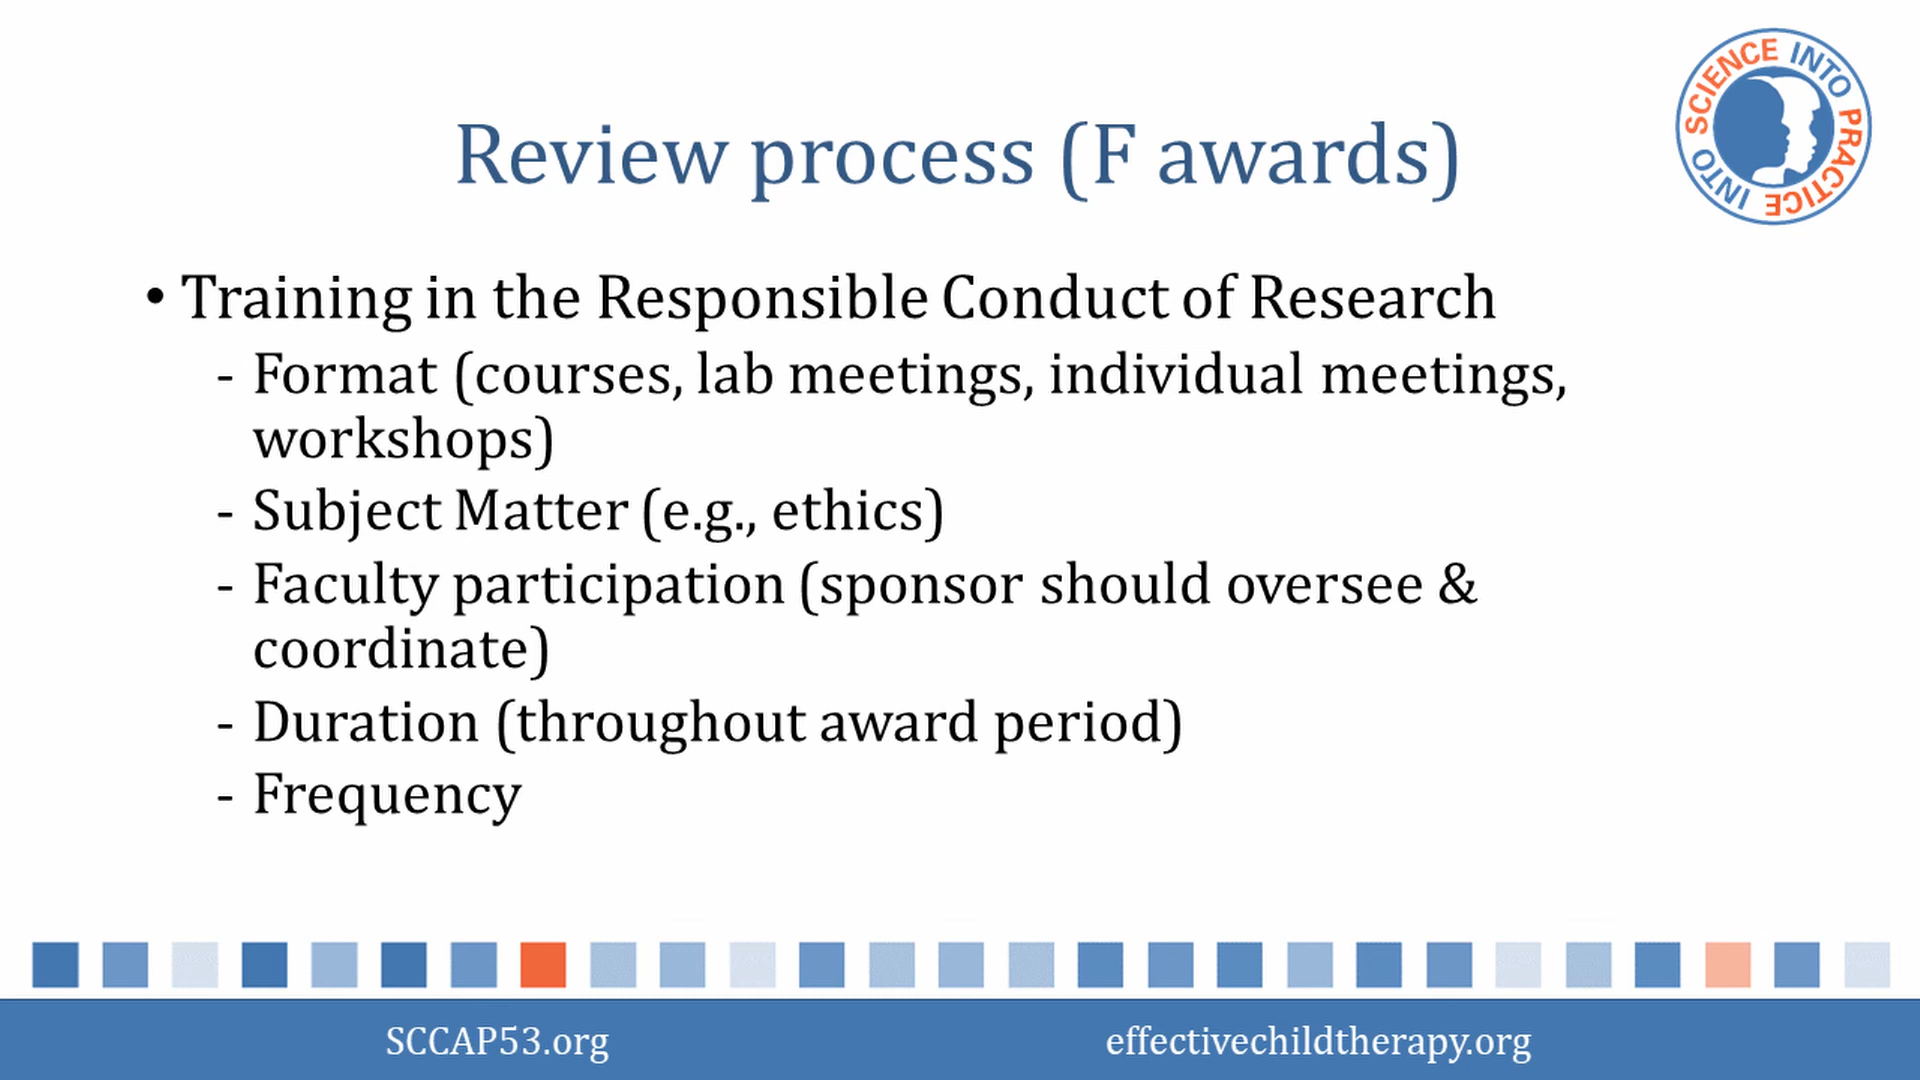 SCIENCE INTO PRACTICE INTO
Review process (F awards)
• Training in the Responsible Conduct of Research
- Format (courses, lab meetings, individual meetings,
workshops)
- Subject Matter (e.g., ethics)
- Faculty participation (sponsor should oversee &
coordinate)
- Duration (throughout award period)
- Frequency
SCCAP53.org
effectivechildtherapy.org